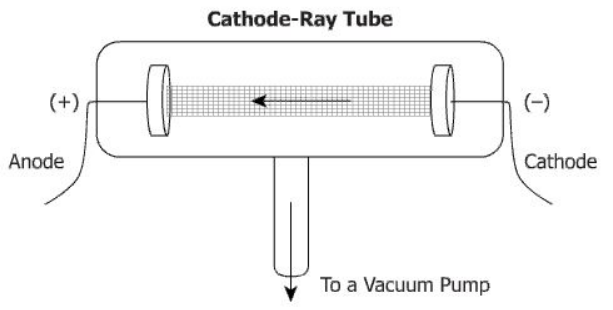 Cathode-Ray Tube
(+)
(–)
Anode
Cathode
To a Vacuum Pump